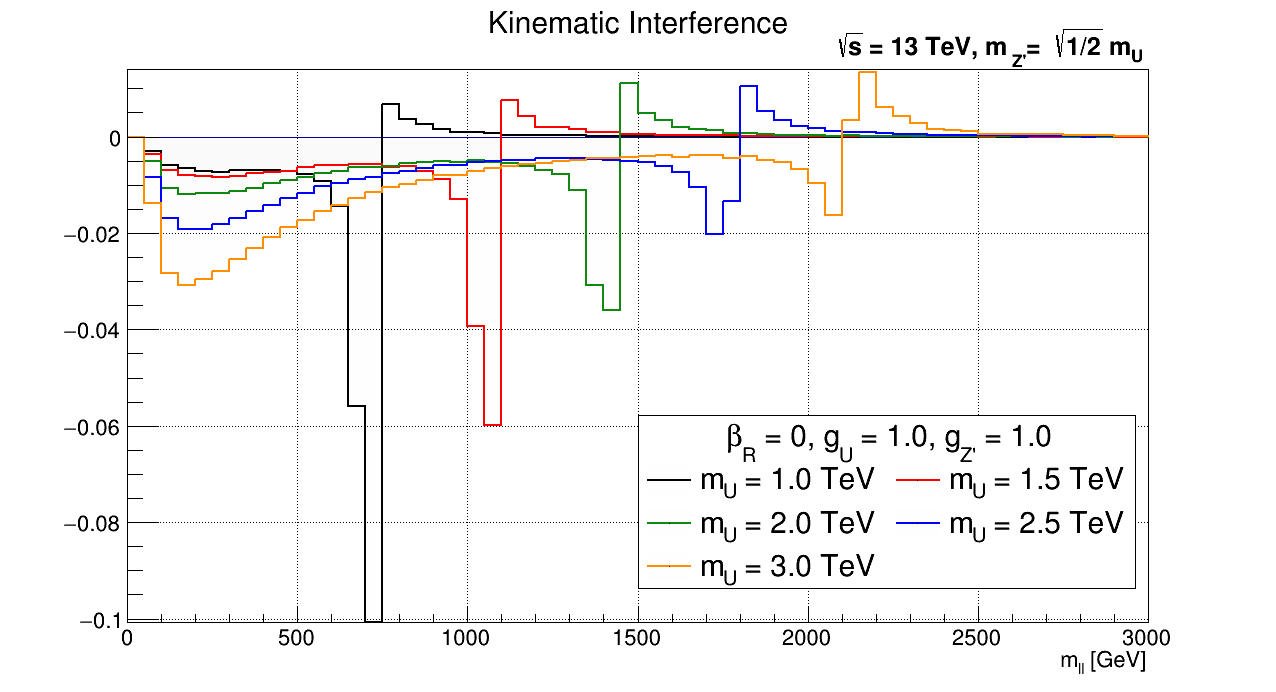 Kinematic Interference
√s = 13 TeV, m_Z'= √1/2 m_U
0
−0.02
−0.04
−0.06
−0.08
−0.1
β_R = 0, g_U = 1.0, g_Z' = 1.0
m_U = 1.0 TeV m_U = 1.5 TeV
m_U = 2.0 TeV m_U = 2.5 TeV
m_U = 3.0 TeV
0 500 1000 1500 2000 2500 3000
m_ll [GeV]